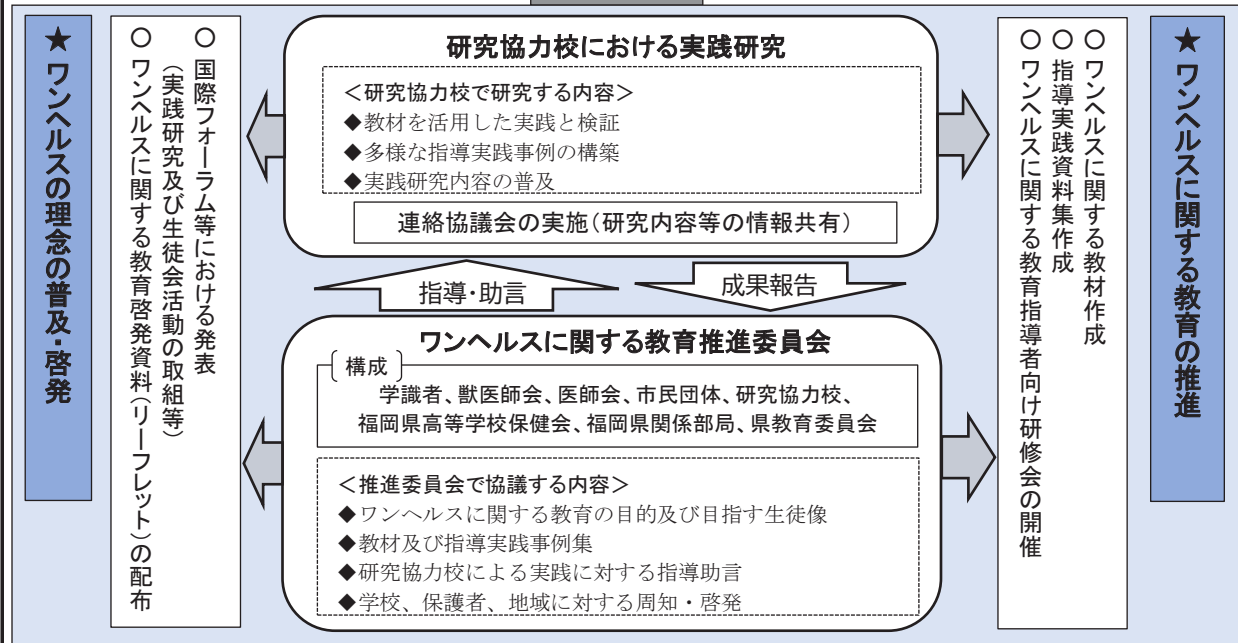 ★ ワンヘルスの理念の普及・啓発
○ 国際フォーラム等における発表
（実践研究及び生徒会活動の取組等）
○ ワンヘルスに関する教育啓発資料（リーフレット）の配布
研究協力校における実践研究
＜研究協力校で研究する内容＞
◆教材を活用した実践と検証
◆多様な指導実践事例の構築
◆実践研究内容の普及
連絡協議会の実施（研究内容等の情報共有）
指導・助言
成果報告
ワンヘルスに関する教育推進委員会
〔構成〕
学識者、獣医師会、医師会、市民団体、研究協力校、
福岡県高等学校保健会、福岡県関係部局、県教育委員会
＜推進委員会で協議する内容＞
◆ワンヘルスに関する教育の目的及び目指す生徒像
◆教材及び指導実践事例集
◆研究協力校による実践に対する指導助言
◆学校、保護者、地域に対する周知・啓発
★ ワンヘルスに関する教育の推進
○ ワンヘルスに関する教材作成
○ 指導実践資料集作成
○ ワンヘルスに関する教育指導者向け研修会の開催